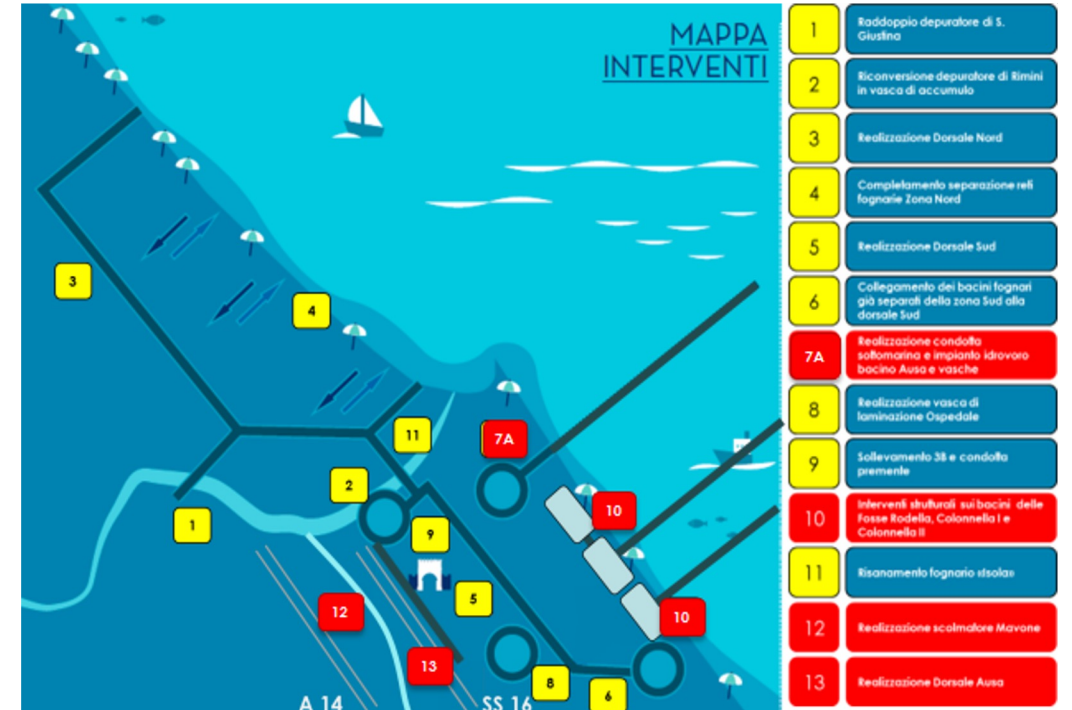 MAPPA
INTERVENTI
3
4
11
7A
2
1
9
10
5
12
10
13
8
6
A 14
SS 16
1
Raddoppio depuratore di S.
Giustina
2
Riconversione depuratore di Rimini
in vasca di accumulo
3
Realizzazione Dorsale Nord
4
Completamento separazione reti
fognarie Zona Nord
5
Realizzazione Dorsale Sud
6
Collegamento dei bacini fognari
già separati della zona Sud alla
dorsale Sud
7A
Realizzazione condotta
sottomarina e impianto idrovoro
bacino Ausa e vasche
8
Realizzazione vasca di
laminazione Ospedale
9
Sollevamento 3B e condotta
premente
10
Interventi strutturali sui bacini delle
Fosse Rodella, Colonnella I e
Colonnella II
11
Risanamento fognario «Isola»
12
Realizzazione scolmatore Mavone
13
Realizzazione Dorsale Ausa